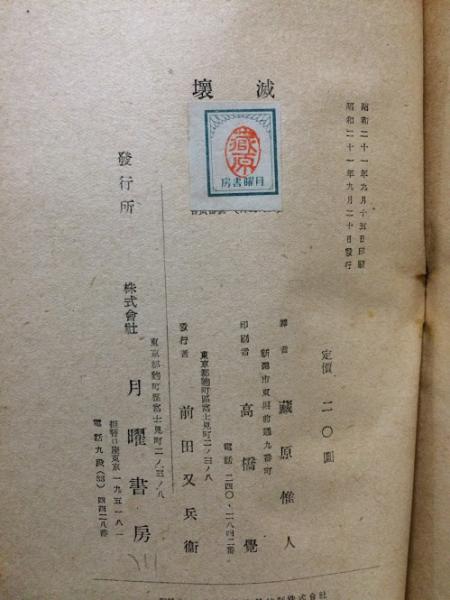 壞滅
昭和二十一年九月十五日印刷
昭和二十一年九月二十日發行
藏原
月曜書房
定價 二〇圓
譯者 藏原惟人
新潟市東堀前通九番町
印刷者 高橋覺
電話 二四〇・二八四二番
東京都麴町區富士見町二ノ三ノ八
發行者 前田又兵衞
東京都麴町區富士見町二ノ三ノ八
發行所 株式會社 月曜書房
振替口座東京一九五一八一
電話九段(33)四四二八番